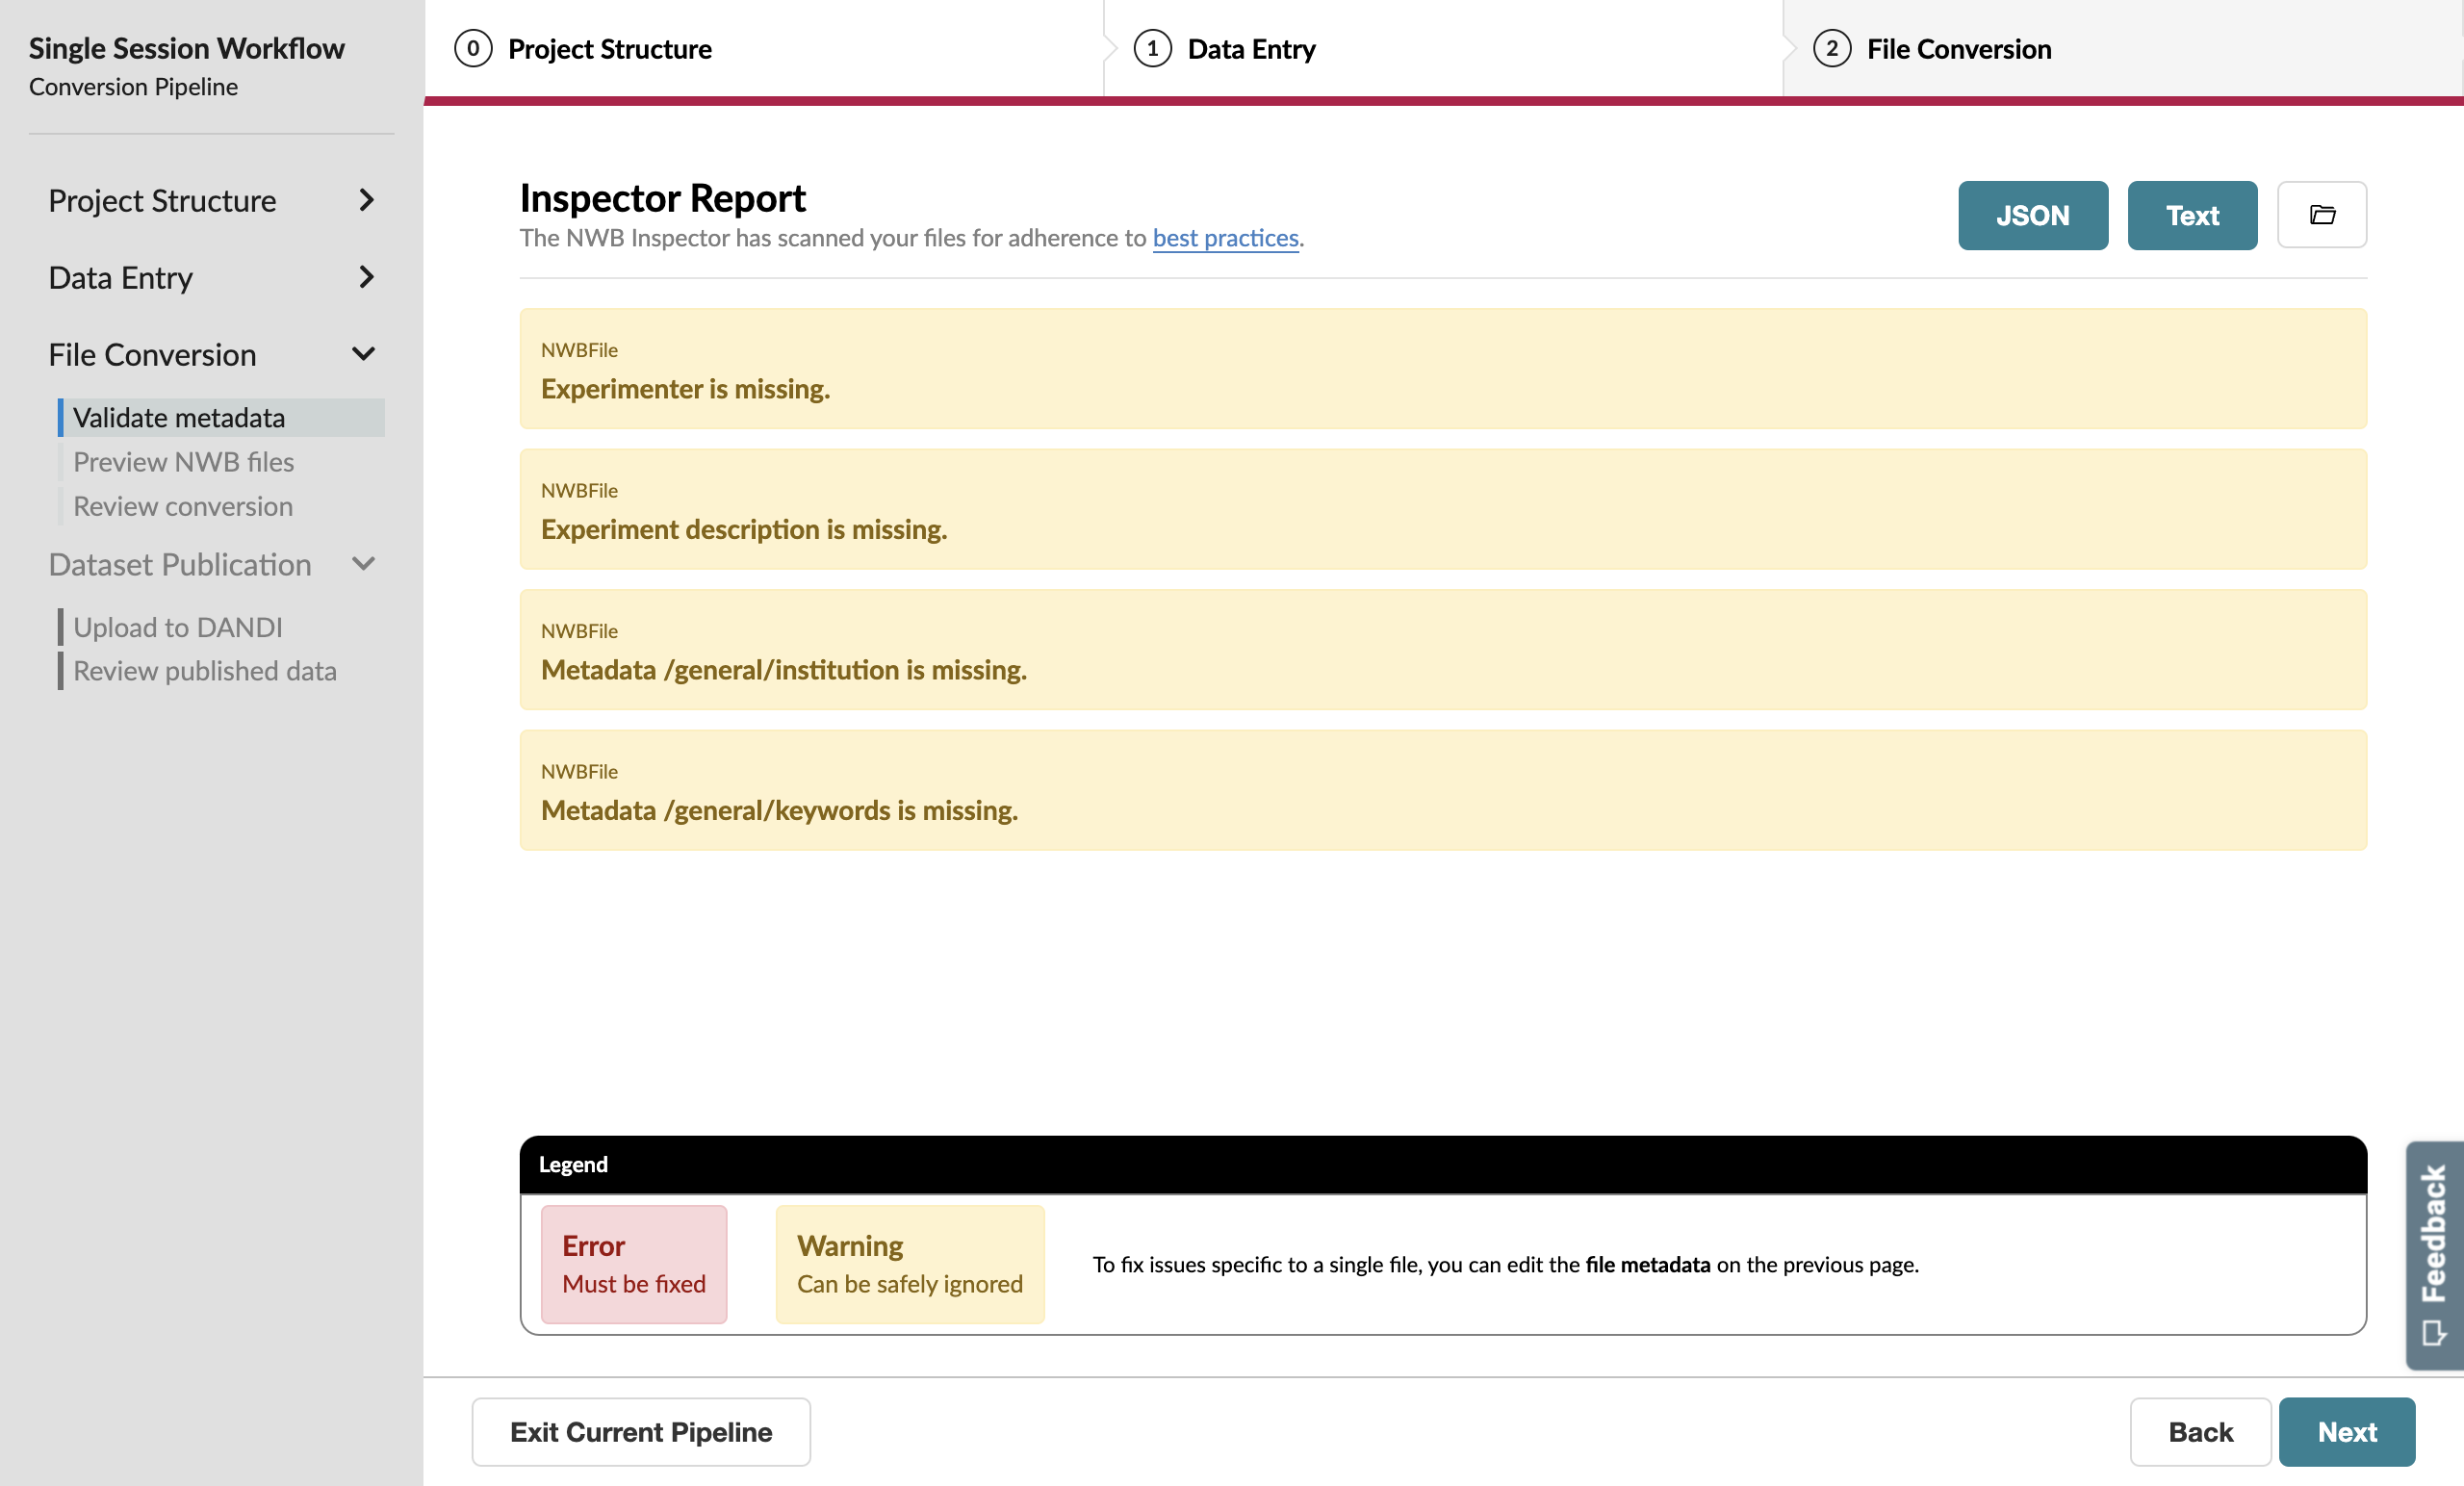 Single Session Workflow
Conversion Pipeline
Project Structure
Data Entry
File Conversion
Validate metadata
Preview NWB files
Review conversion
Dataset Publication
Upload to DANDI
Review published data
0 Project Structure
1 Data Entry
2 File Conversion
Inspector Report
The NWB Inspector has scanned your files for adherence to best practices.
JSON
Text
NWBFile
Experimenter is missing.
NWBFile
Experiment description is missing.
NWBFile
Metadata /general/institution is missing.
NWBFile
Metadata /general/keywords is missing.
Legend
Error
Must be fixed
Warning
Can be safely ignored
To fix issues specific to a single file, you can edit the file metadata on the previous page.
Feedback
Exit Current Pipeline
Back
Next